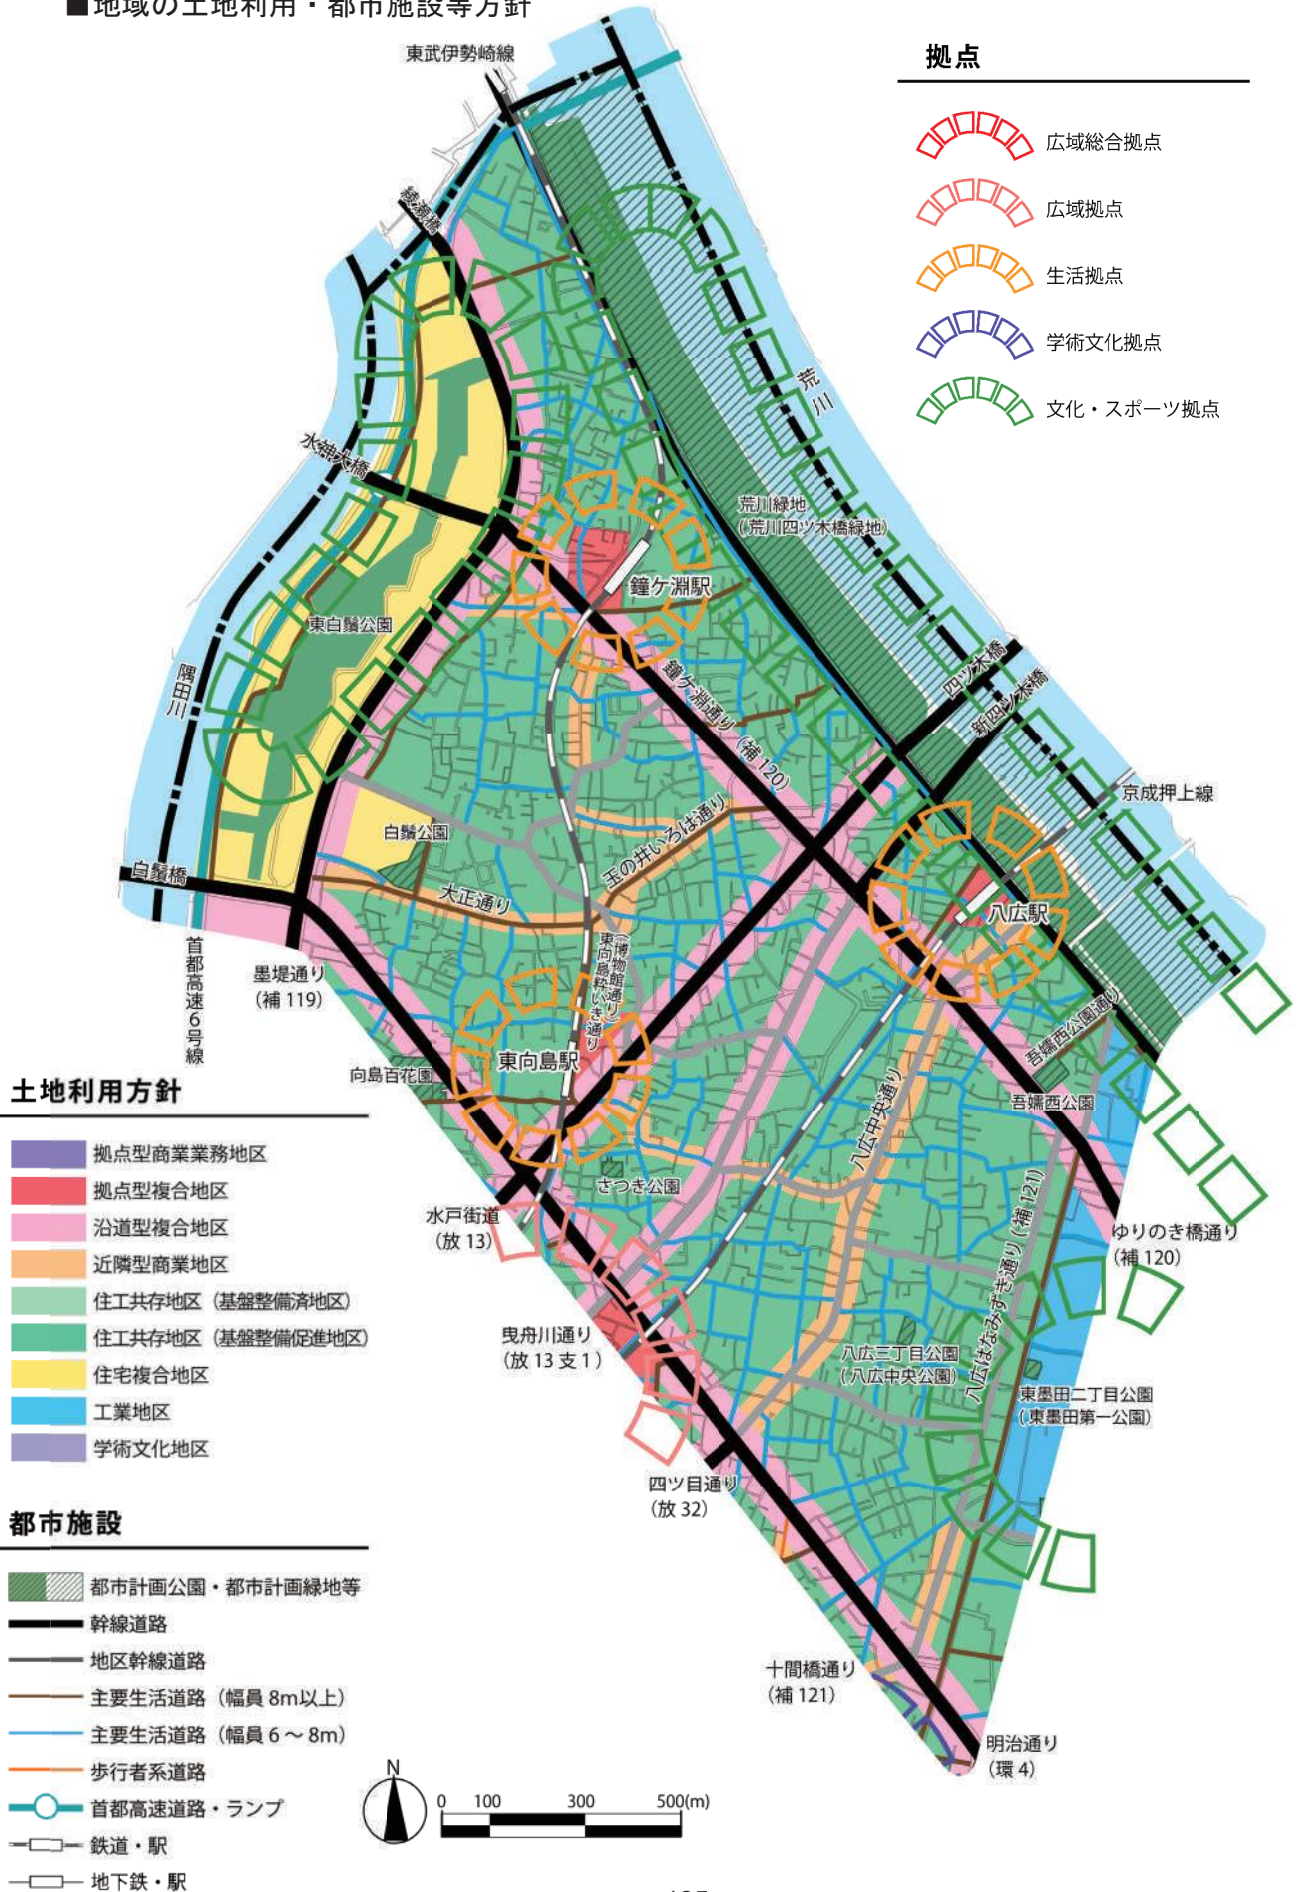 ■地域の土地利用・都市施設等方針
東武伊勢崎線
拠点
広域総合拠点
広域拠点
生活拠点
学術文化拠点
文化・スポーツ拠点
綾瀬橋
荒川
水神大橋
荒川緑地
(荒川四ツ木橋緑地)
鐘ケ淵駅
東白鬚公園
隅田川
鐘ケ淵通り(補120)
四ツ木橋
新四ツ木橋
京成押上線
白鬚公園
玉の井いろは通り
白鬚橋
大正通り
八広駅
首都高速6号線
墨堤通り
(補119)
(博物館通り)
東向島粋いき通り
東向島駅
向島百花園
吾嬬西公園通り
吾嬬西公園
八広中央通り
さつき公園
水戸街道
(放13)
八広はなみずき通り(補121)
ゆりのき橋通り
(補120)
曳舟川通り
(放13支1)
八広三丁目公園
(八広中央公園)
東墨田二丁目公園
(東墨田第一公園)
四ツ目通り
(放32)
十間橋通り
(補121)
明治通り
(環4)
土地利用方針
拠点型商業業務地区
拠点型複合地区
沿道型複合地区
近隣型商業地区
住工共存地区(基盤整備済地区)
住工共存地区(基盤整備促進地区)
住宅複合地区
工業地区
学術文化地区
都市施設
都市計画公園・都市計画緑地等
幹線道路
地区幹線道路
主要生活道路(幅員8m以上)
主要生活道路(幅員6〜8m)
歩行者系道路
首都高速道路・ランプ
鉄道・駅
地下鉄・駅
N
0 100 300 500(m)